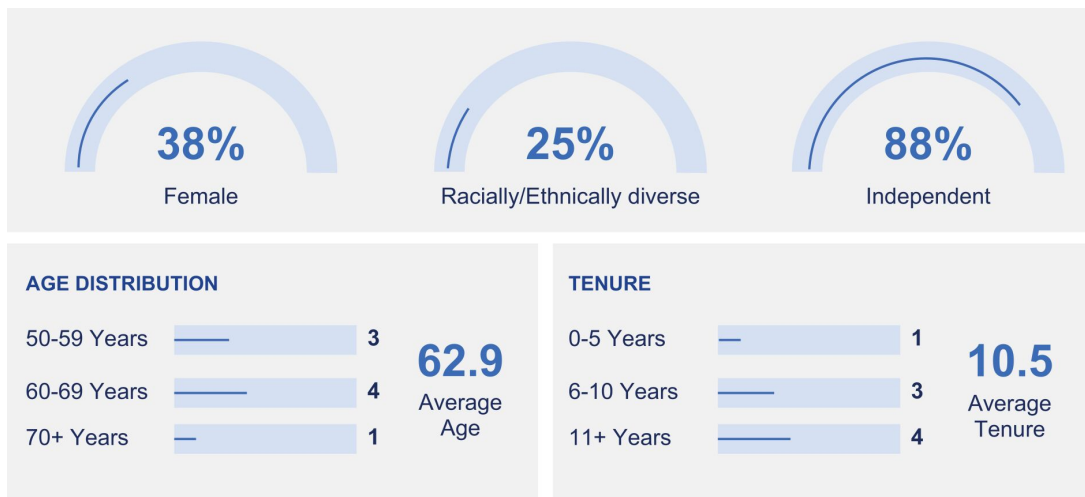 38%
Female
25%
Racially/Ethnically diverse
88%
Independent
AGE DISTRIBUTION
50-59 Years 3
60-69 Years 4
70+ Years 1
62.9
Average
Age
TENURE
0-5 Years 1
6-10 Years 3
11+ Years 4
10.5
Average
Tenure